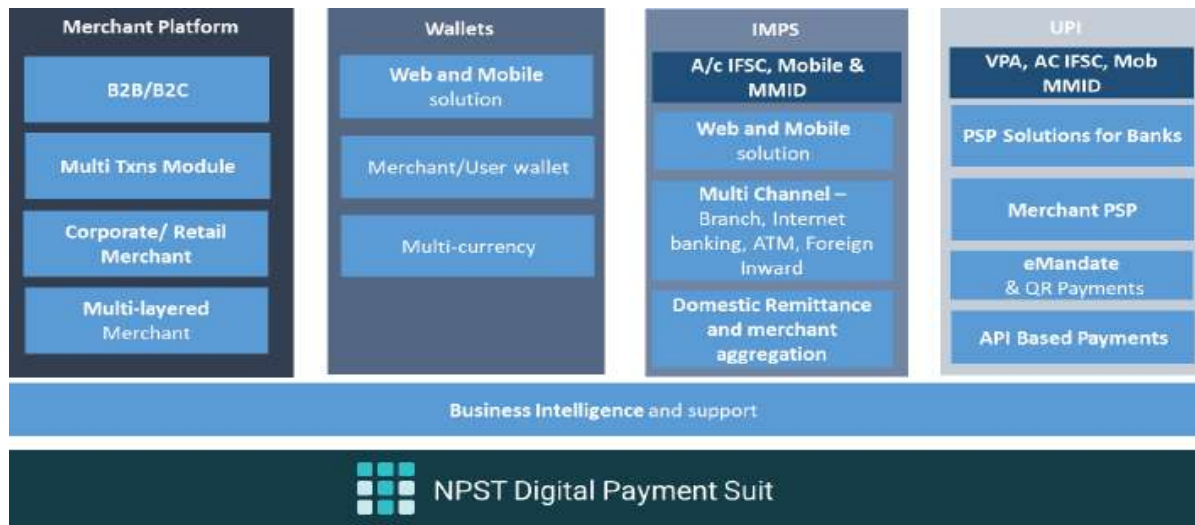 Merchant Platform
B2B/B2C
Multi Txns Module
Corporate/ Retail
Merchant
Multi-layered
Merchant
Wallets
Web and Mobile
solution
Merchant/User wallet
Multi-currency
IMPS
A/c IFSC, Mobile &
MMID
Web and Mobile
solution
Multi Channel –
Branch, Internet
banking, ATM, Foreign
Inward
Domestic Remittance
and merchant
aggregation
UPI
VPA, AC IFSC, Mob
MMID
PSP Solutions for Banks
Merchant PSP
eMandate
& QR Payments
API Based Payments
Business Intelligence and support
NPST Digital Payment Suit